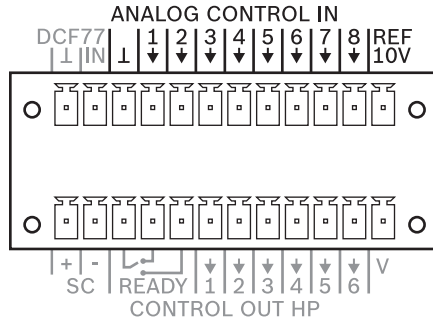 ANALOG CONTROL IN
DCF77 1 2 3 4 5 6 7 8 REF
⊥ IN ⊥ 10V
+ - 1 2 3 4 5 6 V
SC READY
CONTROL OUT HP